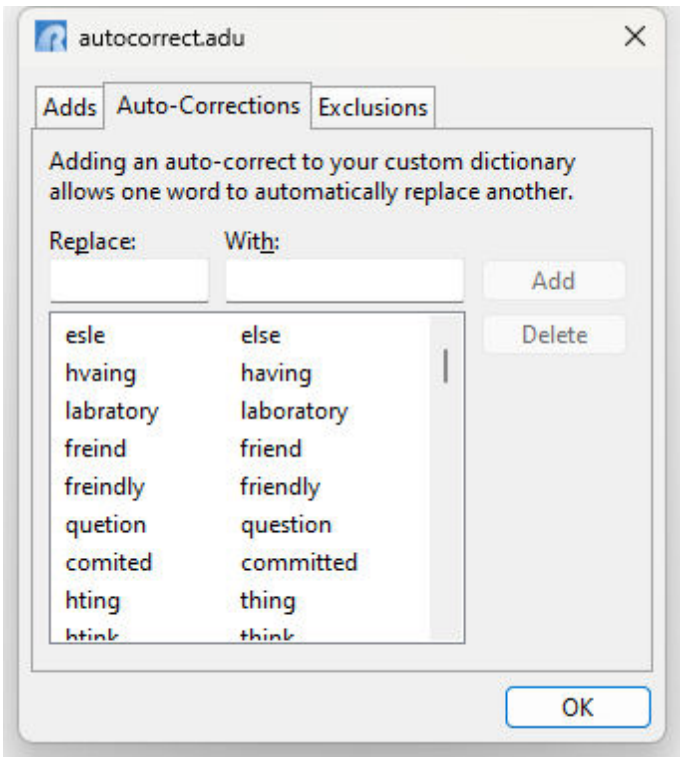 autocorrect.adu
Adds Auto-Corrections Exclusions
Adding an auto-correct to your custom dictionary
allows one word to automatically replace another.
Replace: With:
Add
esle else
Delete
hvaing having
labratory laboratory
freind friend
freindly friendly
quetion question
comited committed
hting thing
htink think
OK